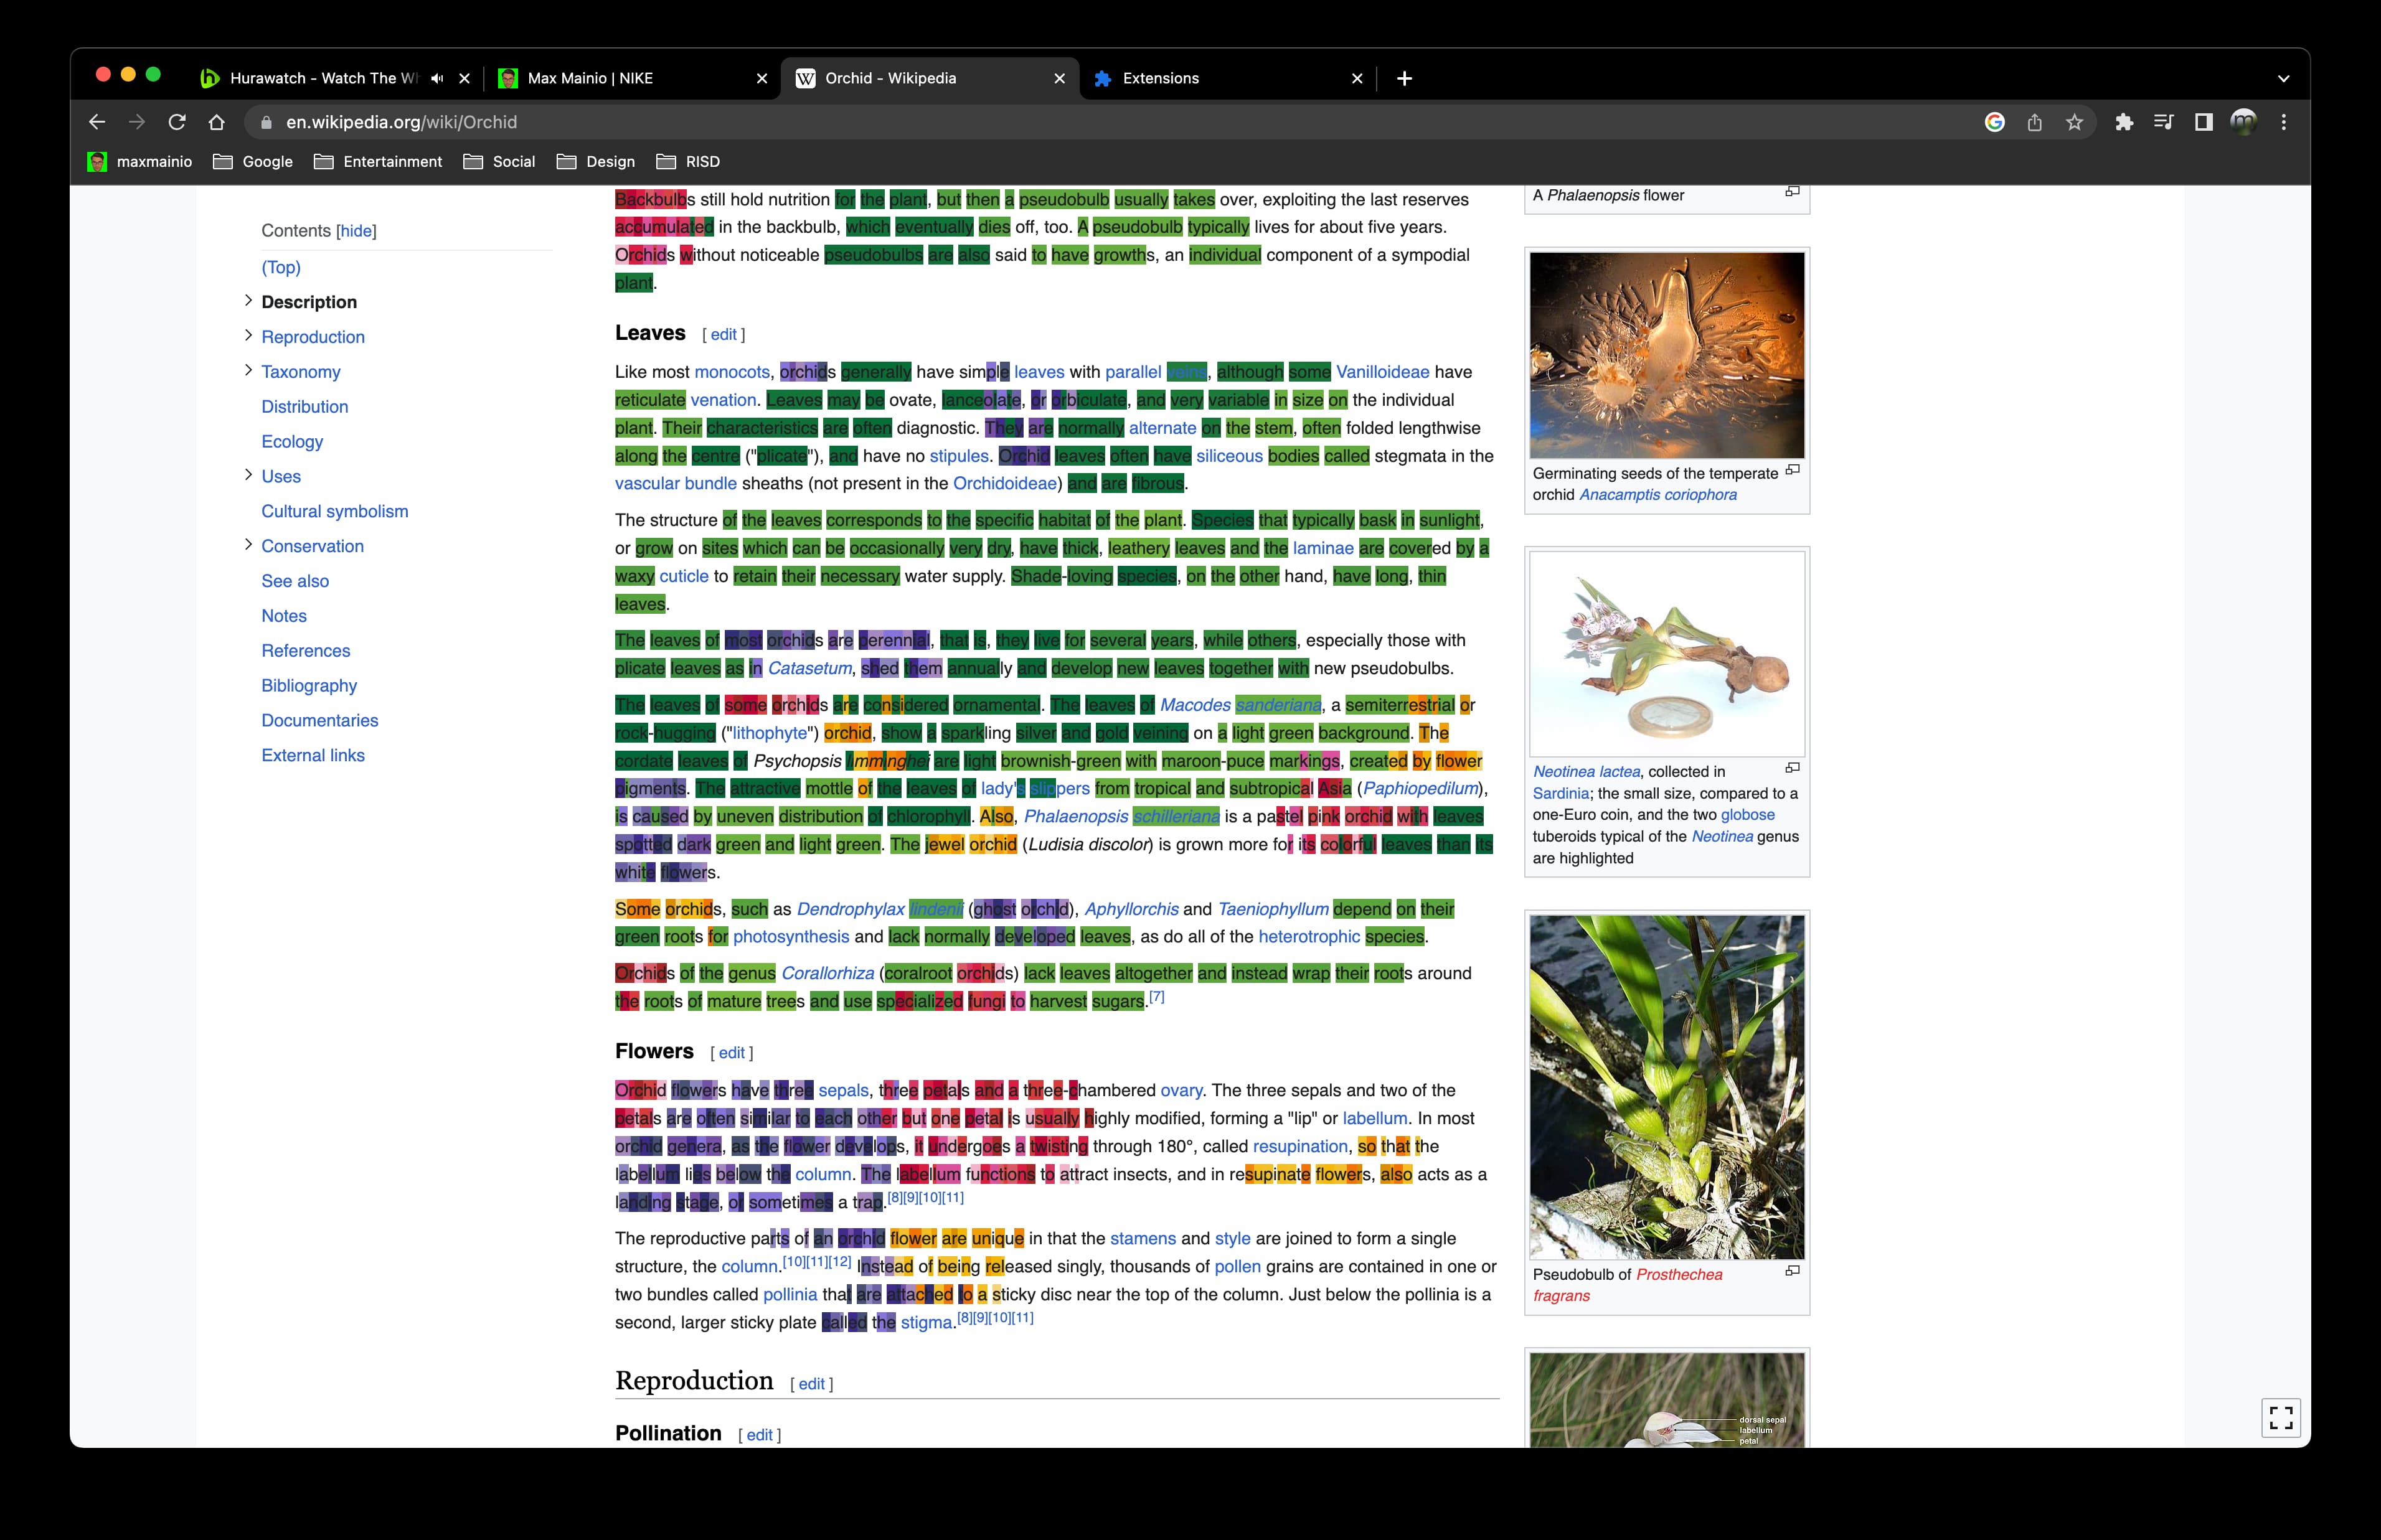 Hurawatch - Watch The Wh
Max Mainio | NIKE
Orchid - Wikipedia
Extensions
en.wikipedia.org/wiki/Orchid
maxmainio
Google
Entertainment
Social
Design
RISD
Contents [hide]
(Top)
Description
Reproduction
Taxonomy
Distribution
Ecology
Uses
Cultural symbolism
Conservation
See also
Notes
References
Bibliography
Documentaries
External links
Backbulbs still hold nutrition for the plant, but then a pseudobulb usually takes over, exploiting the last reserves
accumulated in the backbulb, which eventually dies off, too. A pseudobulb typically lives for about five years.
Orchids without noticeable pseudobulbs are also said to have growths, an individual component of a sympodial
plant.
Leaves [ edit ]
Like most monocots, orchids generally have simple leaves with parallel veins, although some Vanilloideae have
reticulate venation. Leaves may be ovate, lanceolate, or orbiculate, and very variable in size on the individual
plant. Their characteristics are often diagnostic. They are normally alternate on the stem, often folded lengthwise
along the centre ("plicate"), and have no stipules. Orchid leaves often have siliceous bodies called stegmata in the
vascular bundle sheaths (not present in the Orchidoideae) and are fibrous.
The structure of the leaves corresponds to the specific habitat of the plant. Species that typically bask in sunlight,
or grow on sites which can be occasionally very dry, have thick, leathery leaves and the laminae are covered by a
waxy cuticle to retain their necessary water supply. Shade-loving species, on the other hand, have long, thin
leaves.
The leaves of most orchids are perennial, that is, they live for several years, while others, especially those with
plicate leaves as in Catasetum, shed them annually and develop new leaves together with new pseudobulbs.
The leaves of some orchids are considered ornamental. The leaves of Macodes sanderiana, a semiterrestrial or
rock-hugging ("lithophyte") orchid, show a sparkling silver and gold veining on a light green background. The
cordate leaves of Psychopsis limminghei are light brownish-green with maroon-puce markings, created by flower
pigments. The attractive mottle of the leaves of lady's slippers from tropical and subtropical Asia (Paphiopedilum),
is caused by uneven distribution of chlorophyll. Also, Phalaenopsis schilleriana is a pastel pink orchid with leaves
spotted dark green and light green. The jewel orchid (Ludisia discolor) is grown more for its colorful leaves than its
white flowers.
Some orchids, such as Dendrophylax lindenii (ghost orchid), Aphyllorchis and Taeniophyllum depend on their
green roots for photosynthesis and lack normally developed leaves, as do all of the heterotrophic species.
Orchids of the genus Corallorhiza (coralroot orchids) lack leaves altogether and instead wrap their roots around
the roots of mature trees and use specialized fungi to harvest sugars.[7]
Flowers [ edit ]
Orchid flowers have three sepals, three petals and a three-chambered ovary. The three sepals and two of the
petals are often similar to each other but one petal is usually highly modified, forming a "lip" or labellum. In most
orchid genera, as the flower develops, it undergoes a twisting through 180°, called resupination, so that the
labellum lies below the column. The labellum functions to attract insects, and in resupinate flowers, also acts as a
landing stage, or sometimes a trap.[8][9][10][11]
The reproductive parts of an orchid flower are unique in that the stamens and style are joined to form a single
structure, the column.[10][11][12] Instead of being released singly, thousands of pollen grains are contained in one or
two bundles called pollinia that are attached to a sticky disc near the top of the column. Just below the pollinia is a
second, larger sticky plate called the stigma.[8][9][10][11]
Reproduction [ edit ]
Pollination [ edit ]
A Phalaenopsis flower
Germinating seeds of the temperate
orchid Anacamptis coriophora
Neotinea lactea, collected in
Sardinia; the small size, compared to a
one-Euro coin, and the two globose
tuberoids typical of the Neotinea genus
are highlighted
Pseudobulb of Prosthechea
fragrans
dorsal sepal
labellum
petal